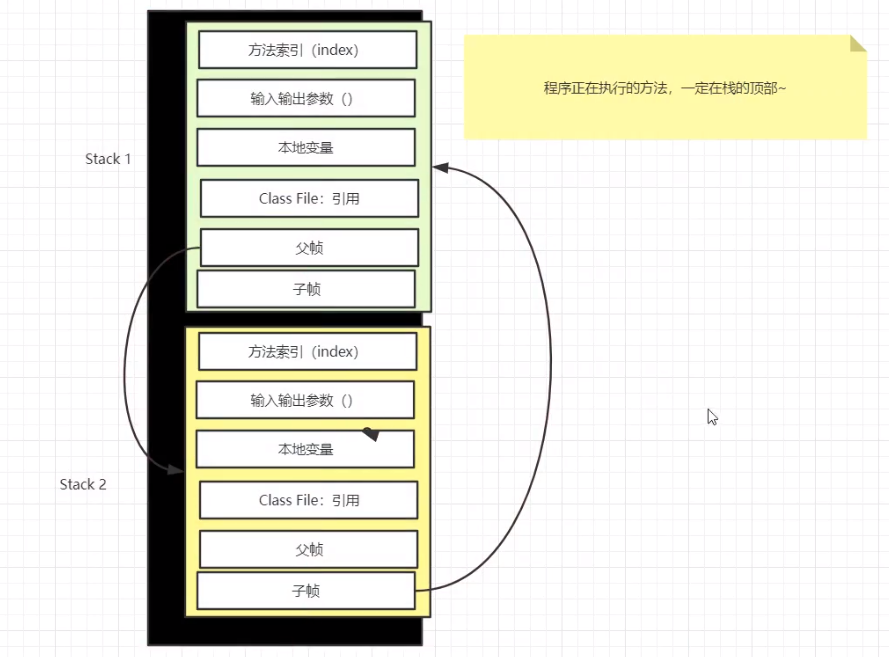 方法索引（index）
程序正在执行的方法，一定在栈的顶部~
输入输出参数（）
本地变量
Stack 1
Class File：引用
父帧
子帧
方法索引（index）
输入输出参数（）
本地变量
Stack 2
Class File：引用
父帧
子帧